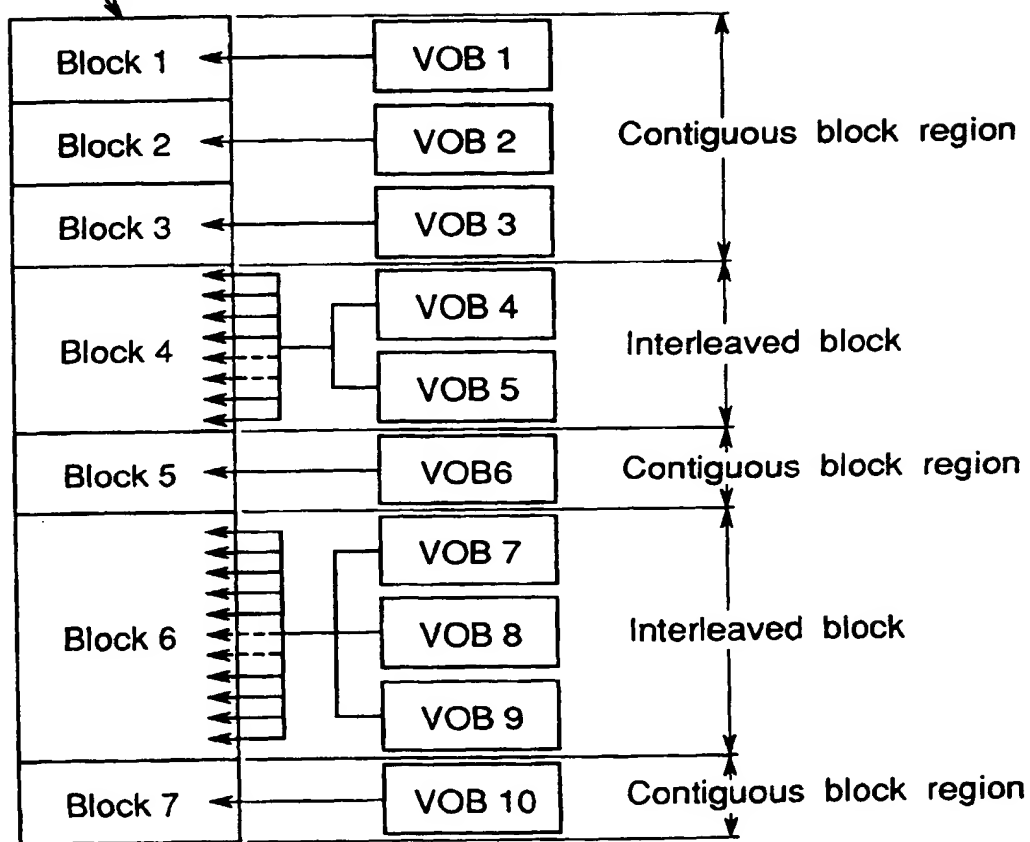 Block 1
VOB 1
Block 2
VOB 2
Contiguous block region
Block 3
VOB 3
VOB 4
Block 4
Interleaved block
VOB 5
Block 5
VOB6
Contiguous block region
VOB 7
Block 6
VOB 8
Interleaved block
VOB 9
Block 7
VOB 10
Contiguous block region